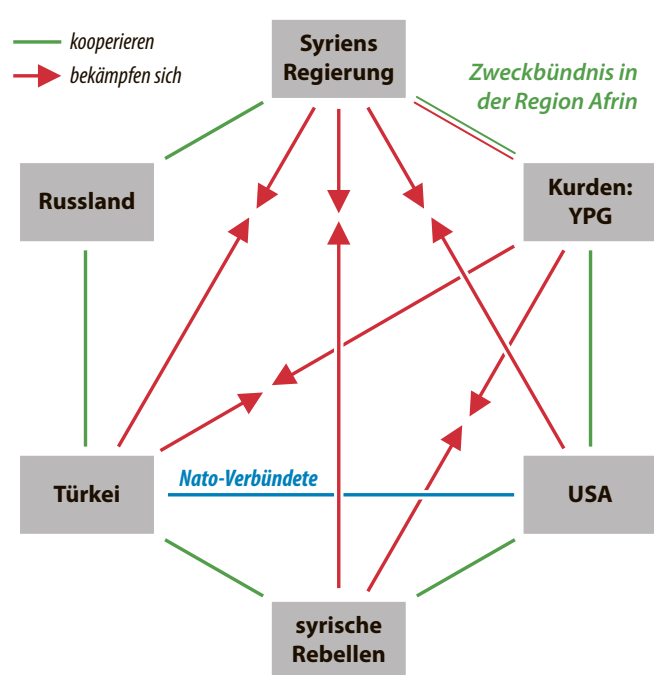 kooperieren
bekämpfen sich
Syriens
Regierung
Zweckbündnis in
der Region Afrin
Russland
Kurden:
YPG
Türkei
Nato-Verbündete
USA
syrische
Rebellen